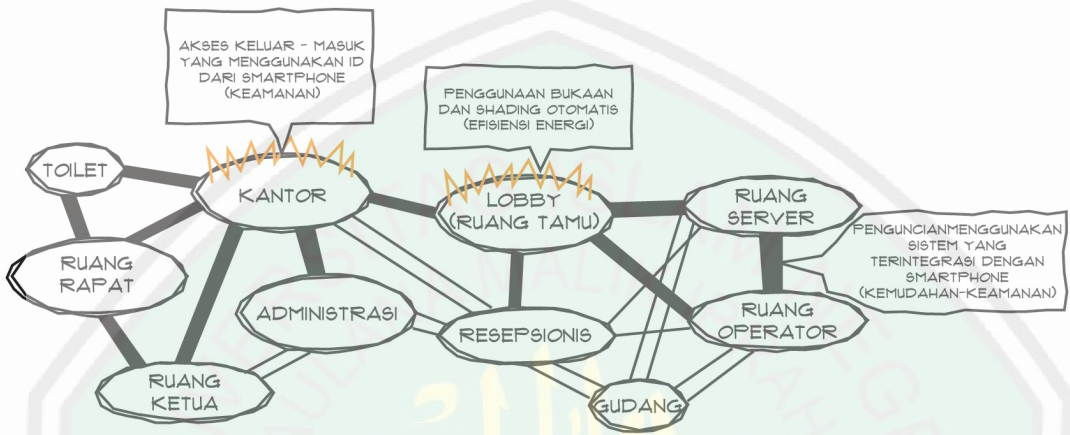 AKSES KELUAR - MASUK
YANG MENGGUNAKAN ID
DARI SMARTPHONE
(KEAMANAN)
PENGGUNAAN BUKAAN
DAN SHADING OTOMATIS
(EFISIENSI ENERGI)
TOILET
KANTOR
LOBBY
(RUANG TAMU)
RUANG
SERVER
PENGUNCIANMENGGUNAKAN
SISTEM YANG
TERINTEGRASI DENGAN
SMARTPHONE
(KEMUDAHAN-KEAMANAN)
RUANG
RAPAT
ADMINISTRASI
RESEPSIONIS
RUANG
OPERATOR
RUANG
KETUA
GUDANG